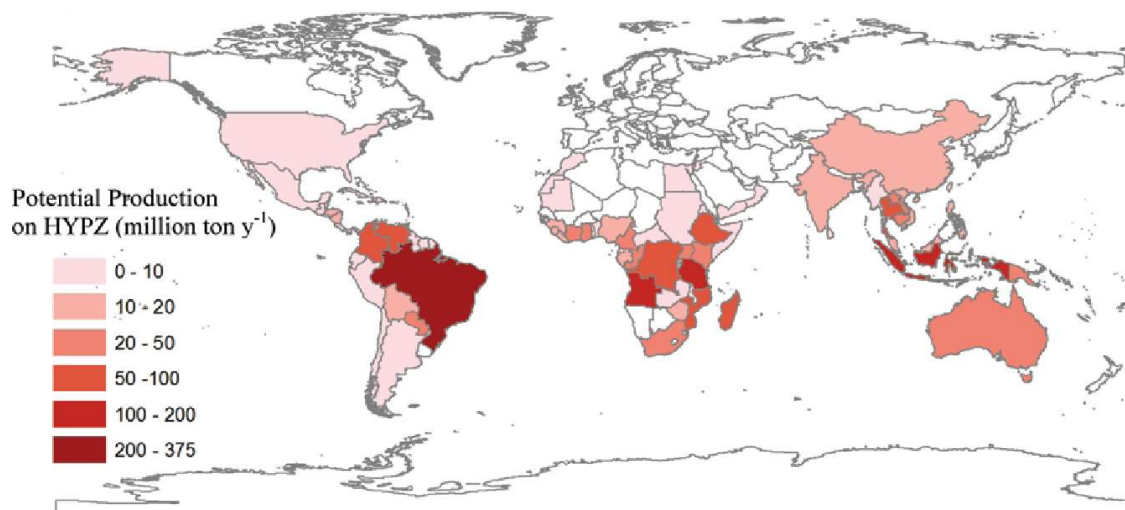 Potential Production
on HYPZ (million ton y⁻¹)
0 - 10
10 - 20
20 - 50
50 -100
100 - 200
200 - 375